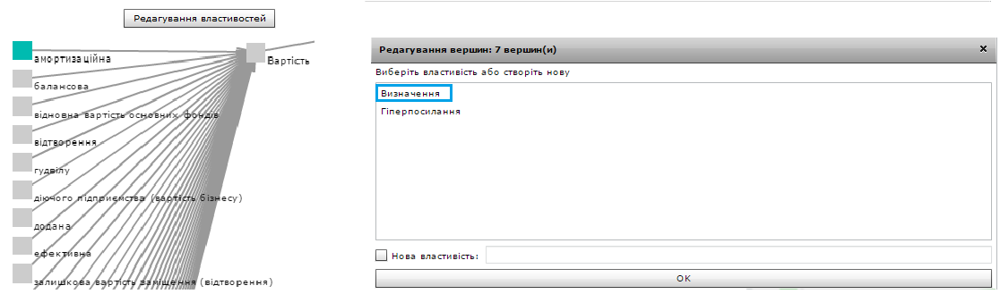 Редагування властивостей
амортизаційна
Вартість
балансова
відновна вартість основних фондів
відтворення
гудвілу
діючого підприємства (вартість бізнесу)
додана
ефективна
залишкова вартість заміщення (відтворення)
Редагування вершин: 7 вершин(и)
×
Виберіть властивість або створіть нову
Визначення
Гіперпосилання
Нова властивість:
OK